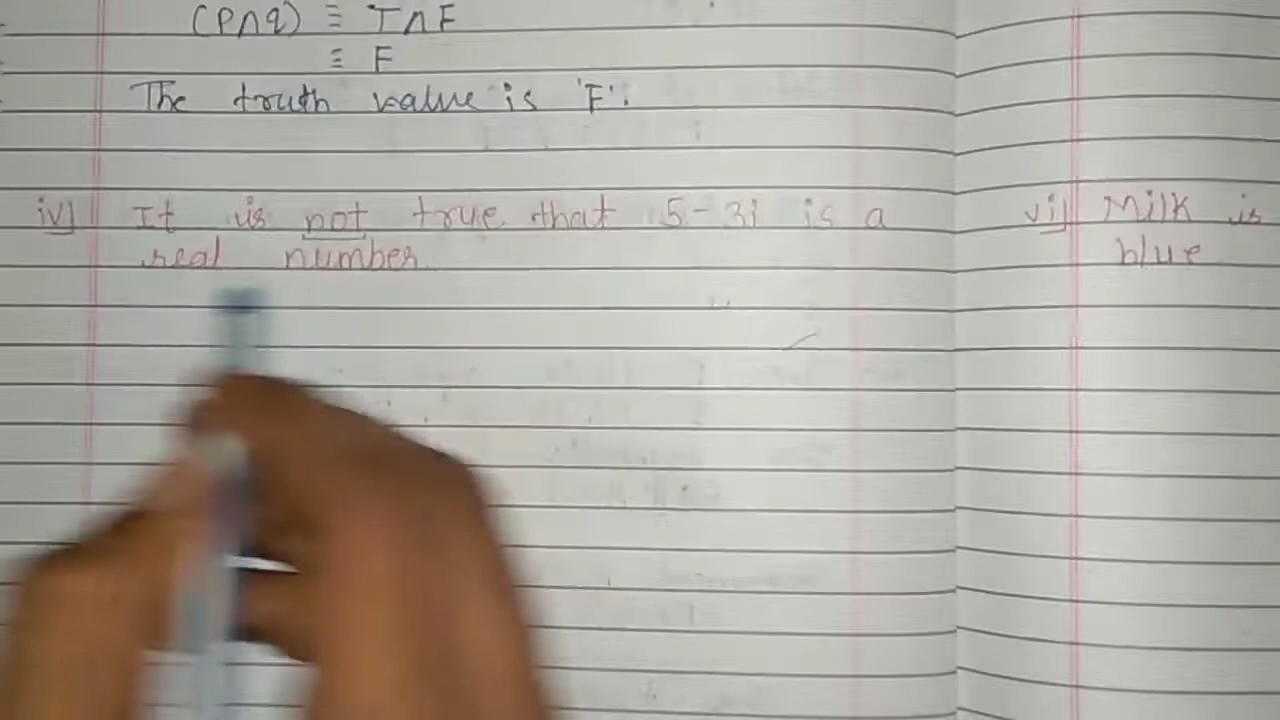 (p∧q) ≡ T∧F
≡ F
The truth value is 'F'.
iv) It is not true that 5-3i is a
real number
vi) Milk is
blue